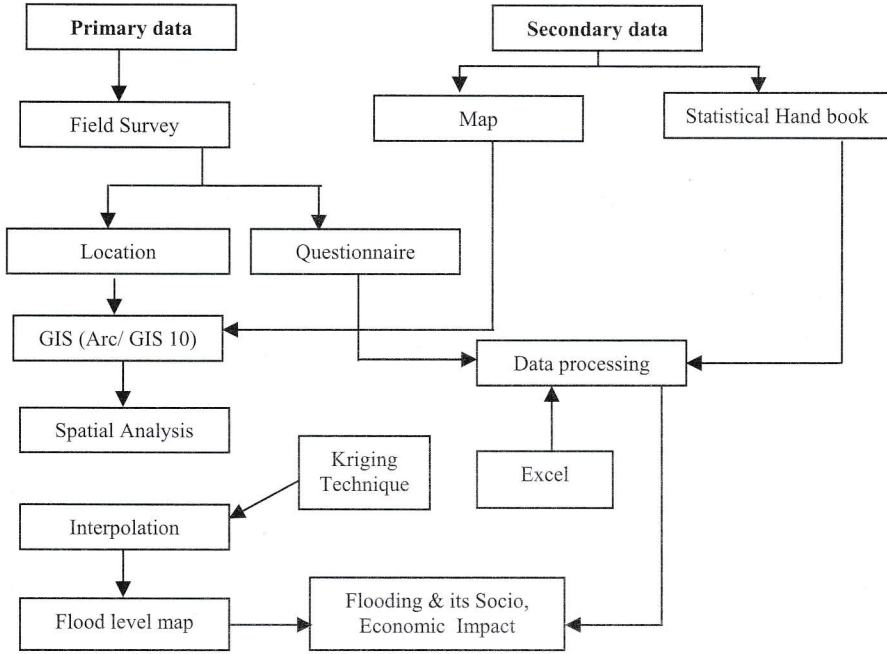 Primary data
Secondary data
Field Survey
Map
Statistical Hand book
Location
Questionnaire
GIS (Arc/ GIS 10)
Data processing
Spatial Analysis
Kriging
Technique
Excel
Interpolation
Flood level map
Flooding & its Socio,
Economic Impact